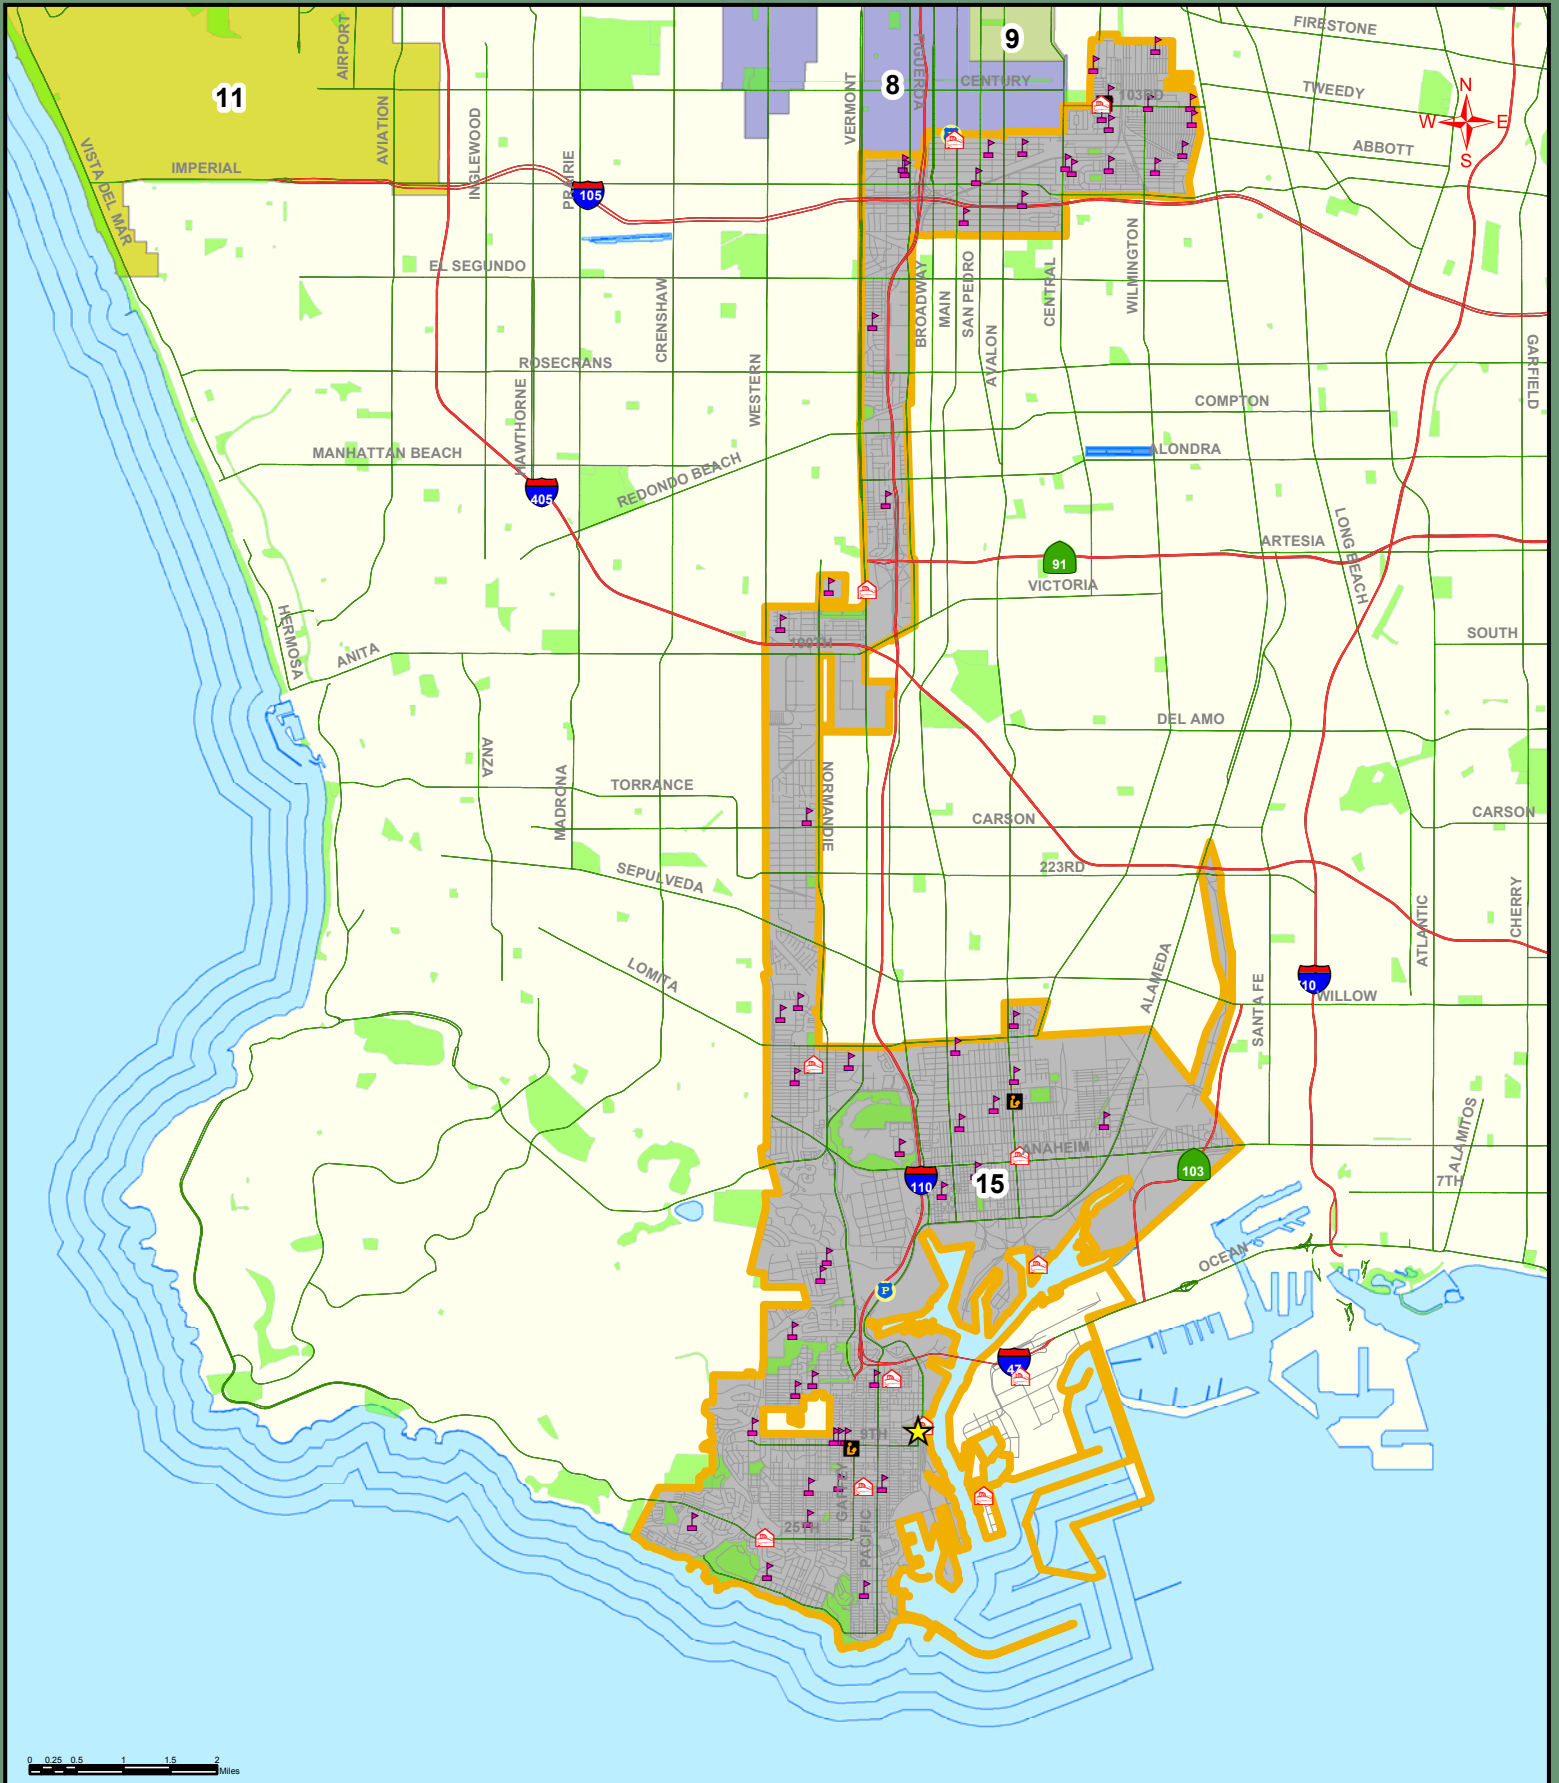 FIRESTONE
9
AIRPORT
FIGUEROA
11
8
CENTURY
TWEEDY
N
103RD
W
E
S
AVIATION
INGLEWOOD
VERMONT
ABBOTT
VISTA DEL MAR
IMPERIAL
PRAIRIE
105
EL SEGUNDO
CRENSHAW
BROADWAY
MAIN
SAN PEDRO
AVALON
CENTRAL
WILMINGTON
GARFIELD
ROSECRANS
HAWTHORNE
WESTERN
COMPTON
MANHATTAN BEACH
ALONDRA
REDONDO BEACH
405
LONG BEACH
ARTESIA
91
VICTORIA
HERMOSA
ANITA
190TH
SOUTH
DEL AMO
ANZA
MADRONA
TORRANCE
NORMANDIE
CARSON
CARSON
SEPULVEDA
223RD
CHERRY
ATLANTIC
LOMITA
ALAMEDA
SANTA FE
10
WILLOW
ANAHEIM
ALAMITOS
7TH
103
110
15
OCEAN
P
47
9TH
GAFFEY
25TH
PACIFIC
0 0.25 0.5 1 1.5 2
Miles